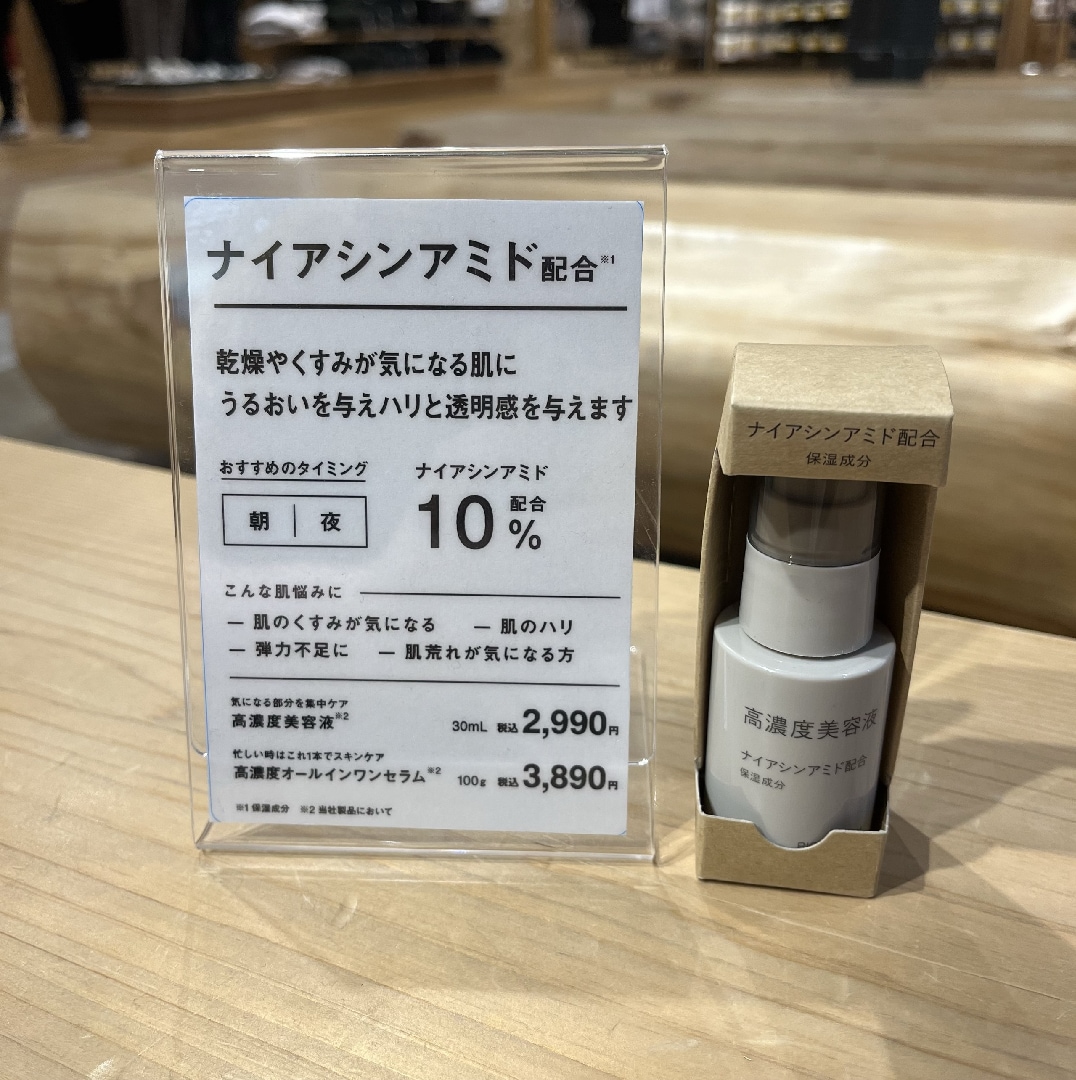 ナイアシンアミド配合※1
乾燥やくすみが気になる肌に
うるおいを与えハリと透明感を与えます
おすすめのタイミング
朝 | 夜
ナイアシンアミド
10%配合
こんな肌悩みに
— 肌のくすみが気になる — 肌のハリ
— 弾力不足に — 肌荒れが気になる方
気になる部分を集中ケア
高濃度美容液※2 30mL 税込2,990円
忙しい時はこれ1本でスキンケア
高濃度オールインワンセラム※2 100g 税込3,890円
※1 保湿成分 ※2 当社製品において
ナイアシンアミド配合
保湿成分
高濃度美容液
ナイアシンアミド配合
保湿成分